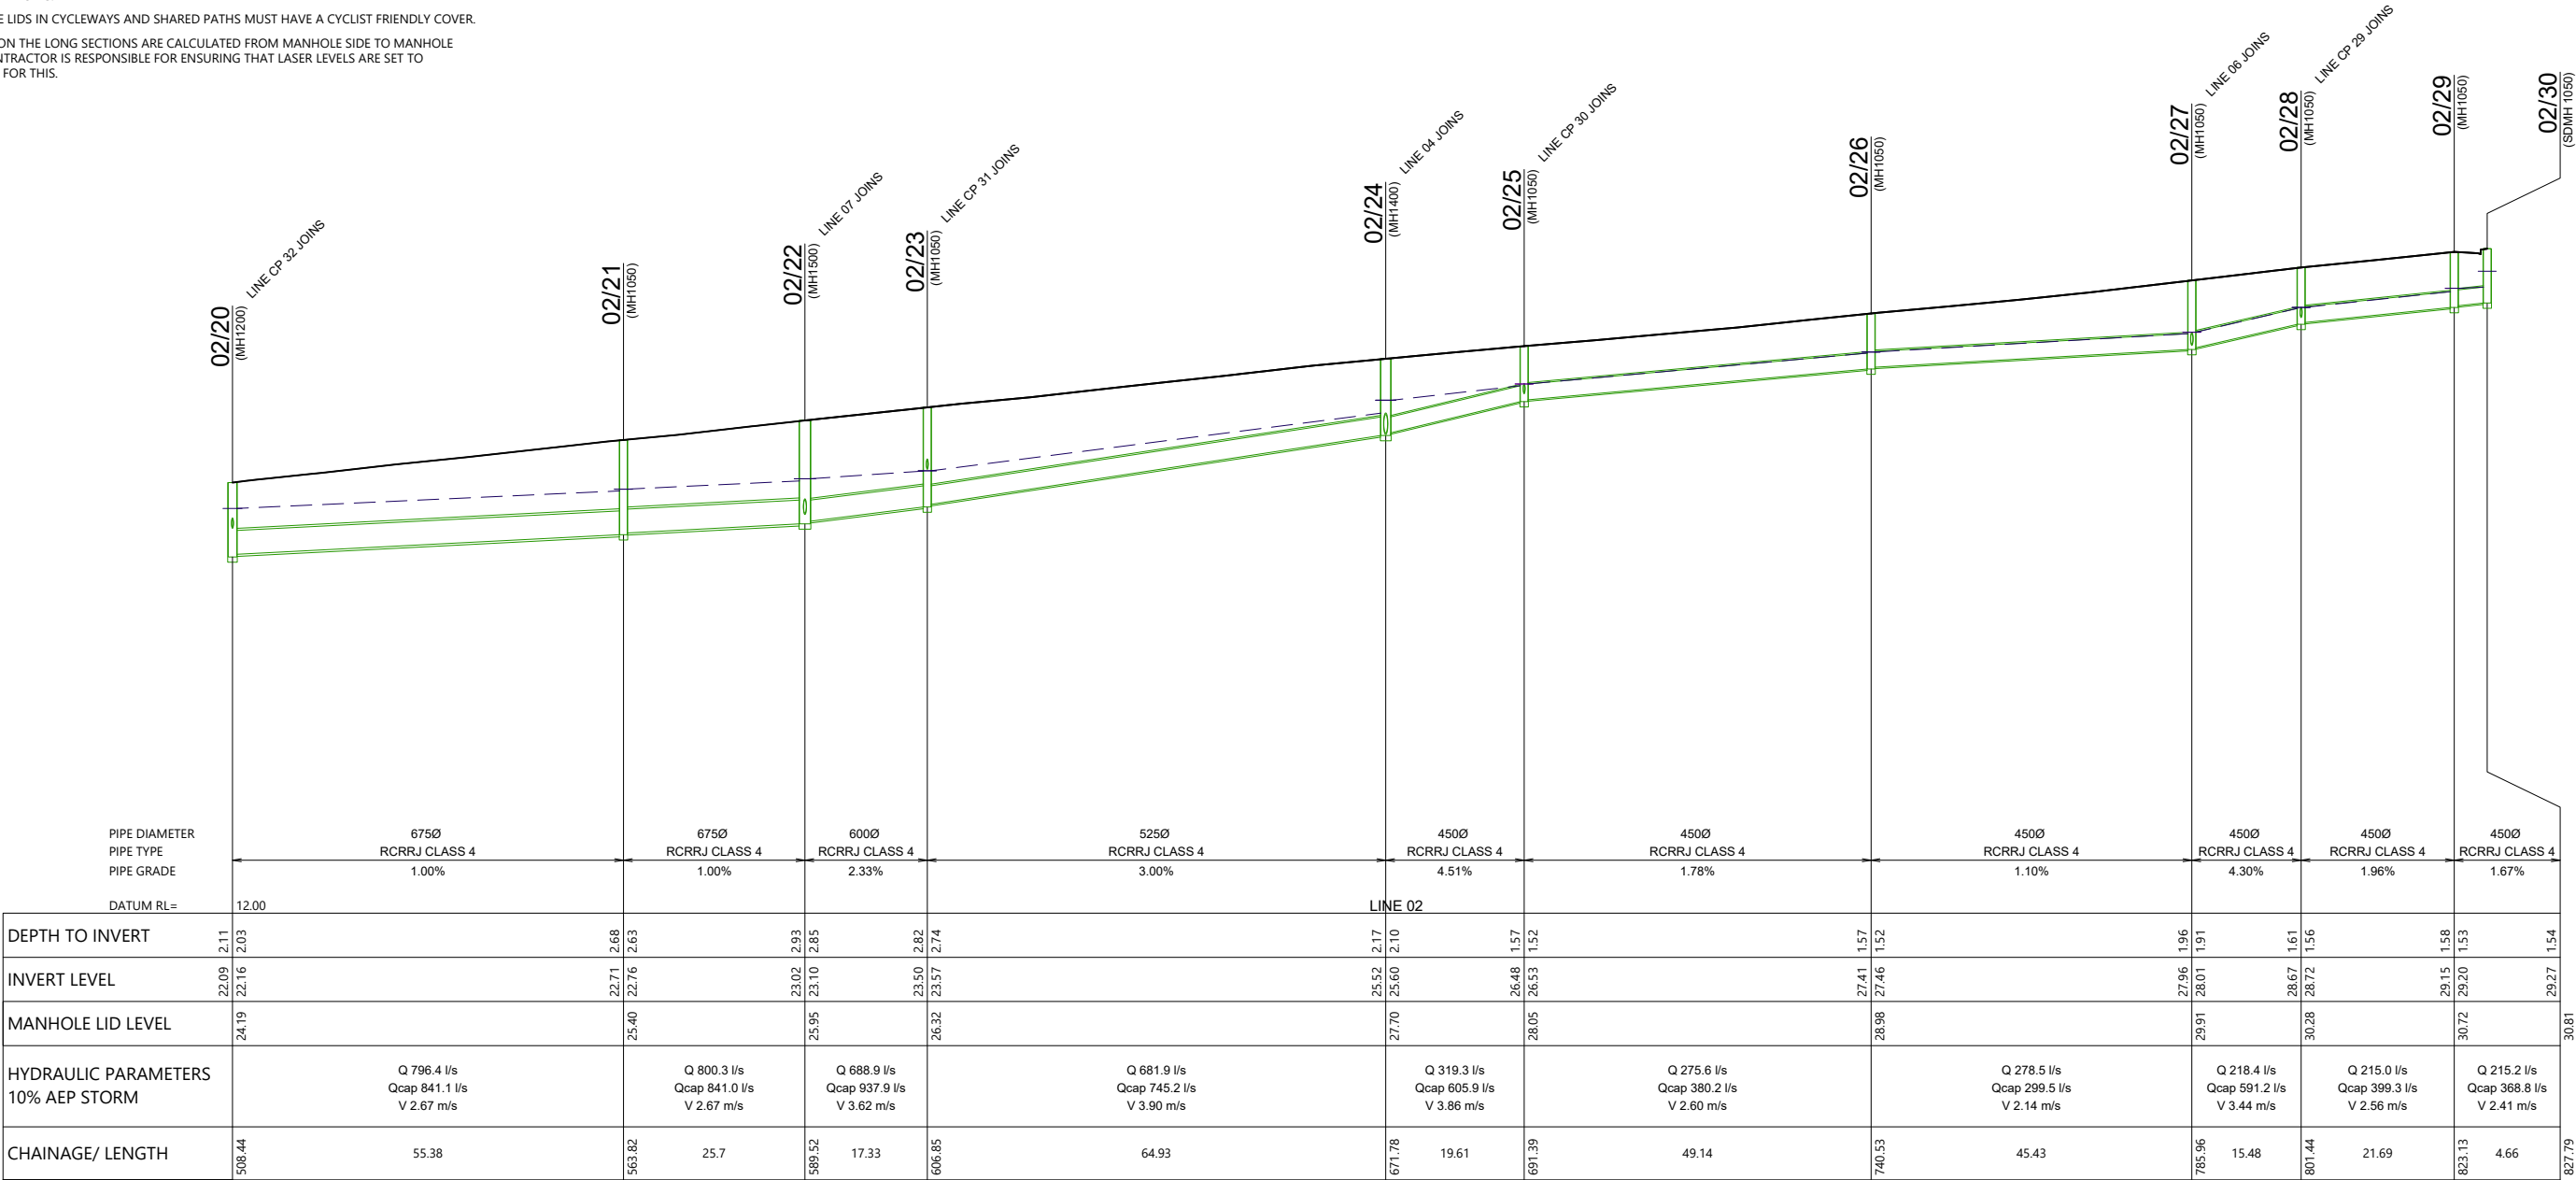 E LIDS IN CYCLEWAYS AND SHARED PATHS MUST HAVE A CYCLIST FRIENDLY COVER.
ON THE LONG SECTIONS ARE CALCULATED FROM MANHOLE SIDE TO MANHOLE
NTRACTOR IS RESPONSIBLE FOR ENSURING THAT LASER LEVELS ARE SET TO
FOR THIS.
02/20
(MH1200)
LINE CP 32 JOINS
02/21
(MH1050)
02/22
(MH1500)
LINE 07 JOINS
02/23
(MH1050)
LINE CP 31 JOINS
02/24
(MH1400)
LINE 04 JOINS
02/25
(MH1050)
LINE CP 30 JOINS
02/26
(MH1050)
02/27
(MH1050)
LINE 06 JOINS
02/28
(MH1050)
LINE CP 29 JOINS
02/29
(MH1050)
02/30
(SDMH 1050)
PIPE DIAMETER 675Ø 675Ø 600Ø 525Ø 450Ø 450Ø 450Ø 450Ø 450Ø 450Ø
PIPE TYPE RCRRJ CLASS 4 RCRRJ CLASS 4 RCRRJ CLASS 4 RCRRJ CLASS 4 RCRRJ CLASS 4 RCRRJ CLASS 4 RCRRJ CLASS 4 RCRRJ CLASS 4 RCRRJ CLASS 4 RCRRJ CLASS 4
PIPE GRADE 1.00% 1.00% 2.33% 3.00% 4.51% 1.78% 1.10% 4.30% 1.96% 1.67%
DATUM RL= 12.00 LINE 02
DEPTH TO INVERT 2.11 2.03 2.68 2.63 2.93 2.85 2.82 2.74 2.17 2.10 1.57 1.52 1.57 1.52 1.96 1.91 1.61 1.56 1.58 1.53 1.54
INVERT LEVEL 22.09 22.16 22.71 22.76 23.02 23.10 23.50 23.57 25.52 25.60 26.48 26.53 27.41 27.46 27.96 28.01 28.67 28.72 29.15 29.20 29.27
MANHOLE LID LEVEL 24.19 25.40 25.95 26.32 27.70 28.05 28.98 29.91 30.28 30.72 30.81
HYDRAULIC PARAMETERS
10% AEP STORM
Q 796.4 l/s Q 800.3 l/s Q 688.9 l/s Q 681.9 l/s Q 319.3 l/s Q 275.6 l/s Q 278.5 l/s Q 218.4 l/s Q 215.0 l/s Q 215.2 l/s
Qcap 841.1 l/s Qcap 841.0 l/s Qcap 937.9 l/s Qcap 745.2 l/s Qcap 605.9 l/s Qcap 380.2 l/s Qcap 299.5 l/s Qcap 591.2 l/s Qcap 399.3 l/s Qcap 368.8 l/s
V 2.67 m/s V 2.67 m/s V 3.62 m/s V 3.90 m/s V 3.86 m/s V 2.60 m/s V 2.14 m/s V 3.44 m/s V 2.56 m/s V 2.41 m/s
CHAINAGE/ LENGTH 508.44 55.38 563.82 25.7 589.52 17.33 606.85 64.93 671.78 19.61 691.39 49.14 740.53 45.43 785.96 15.48 801.44 21.69 823.13 4.66 827.79